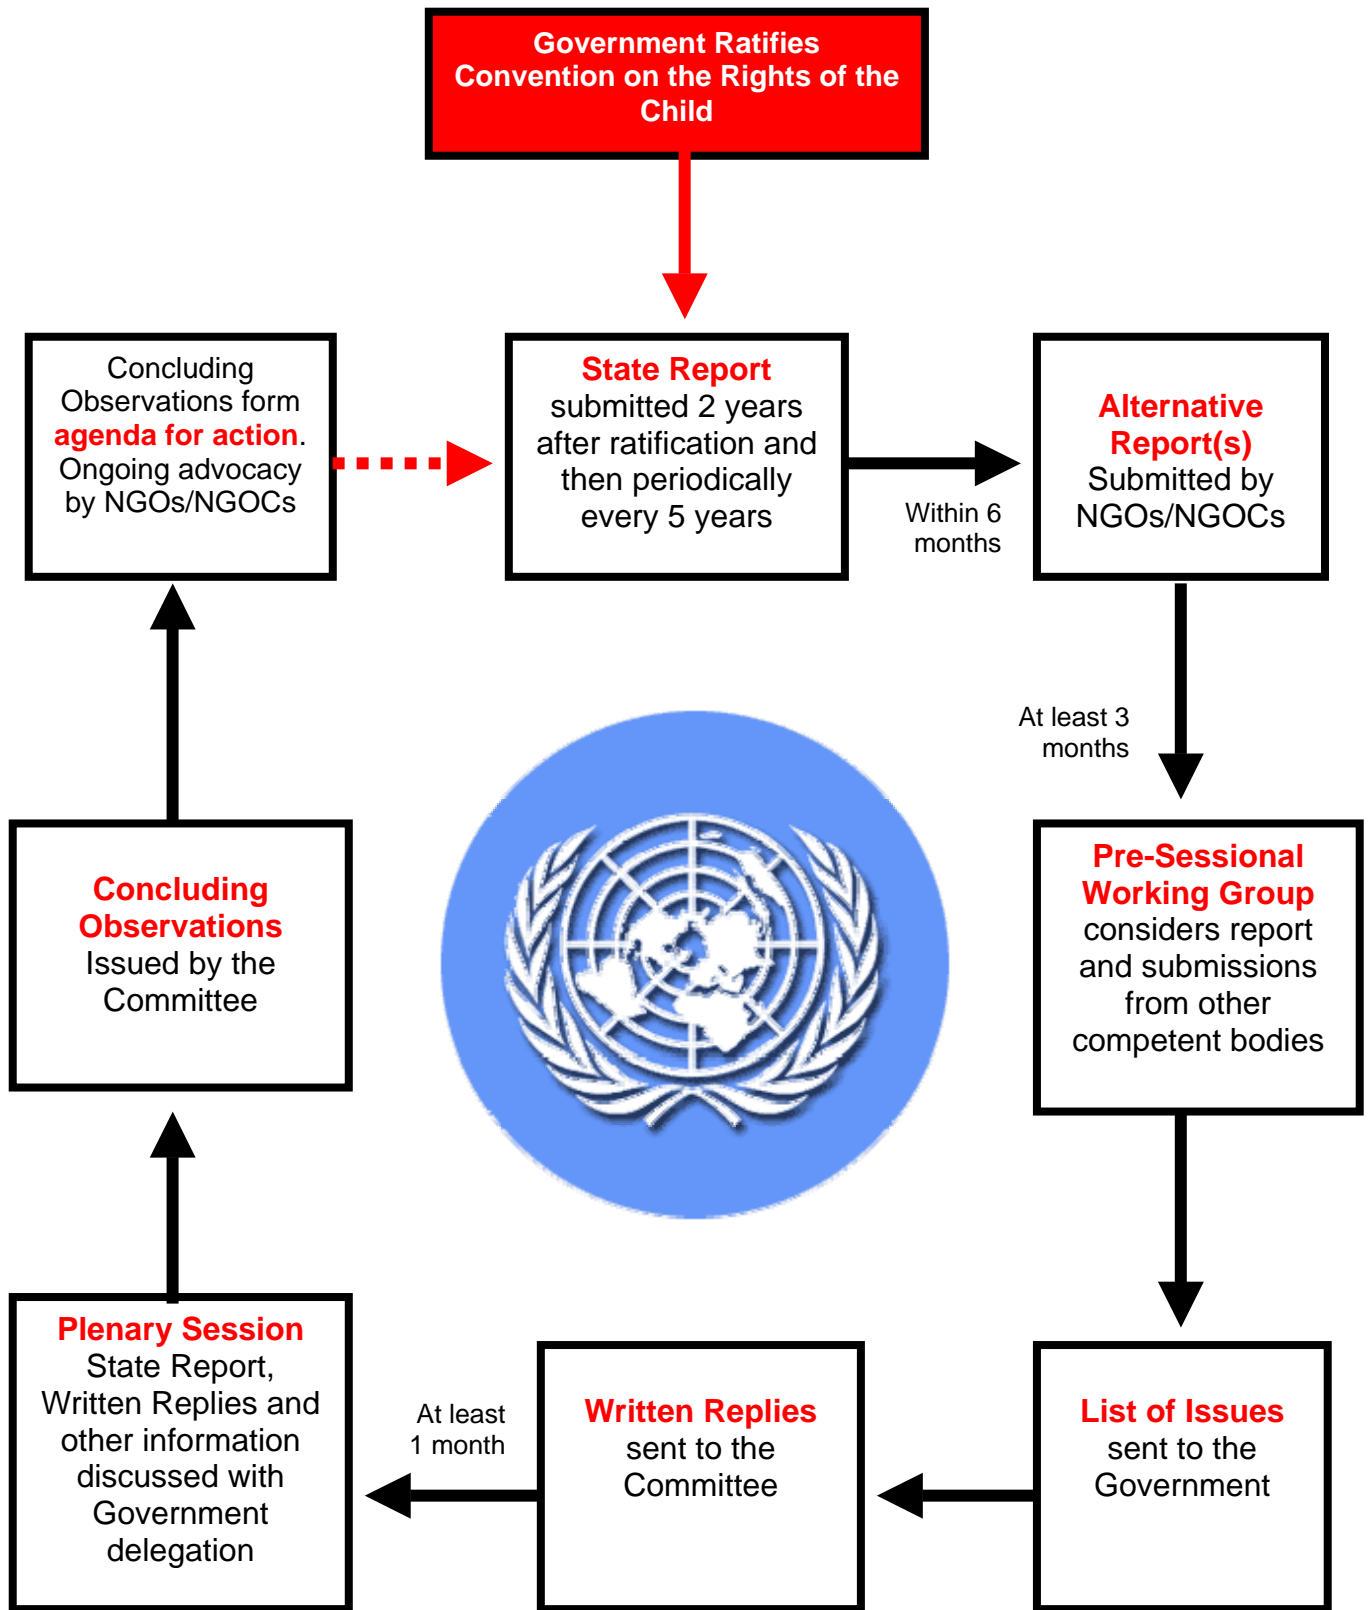 Government Ratifies
Convention on the Rights of the
Child
Concluding
Observations form
agenda for action.
Ongoing advocacy
by NGOs/NGOCs
State Report
submitted 2 years
after ratification and
then periodically
every 5 years
Within 6
months
Alternative
Report(s)
Submitted by
NGOs/NGOCs
At least 3
months
Pre-Sessional
Working Group
considers report
and submissions
from other
competent bodies
List of Issues
sent to the
Government
Written Replies
sent to the
Committee
At least
1 month
Plenary Session
State Report,
Written Replies and
other information
discussed with
Government
delegation
Concluding
Observations
Issued by the
Committee